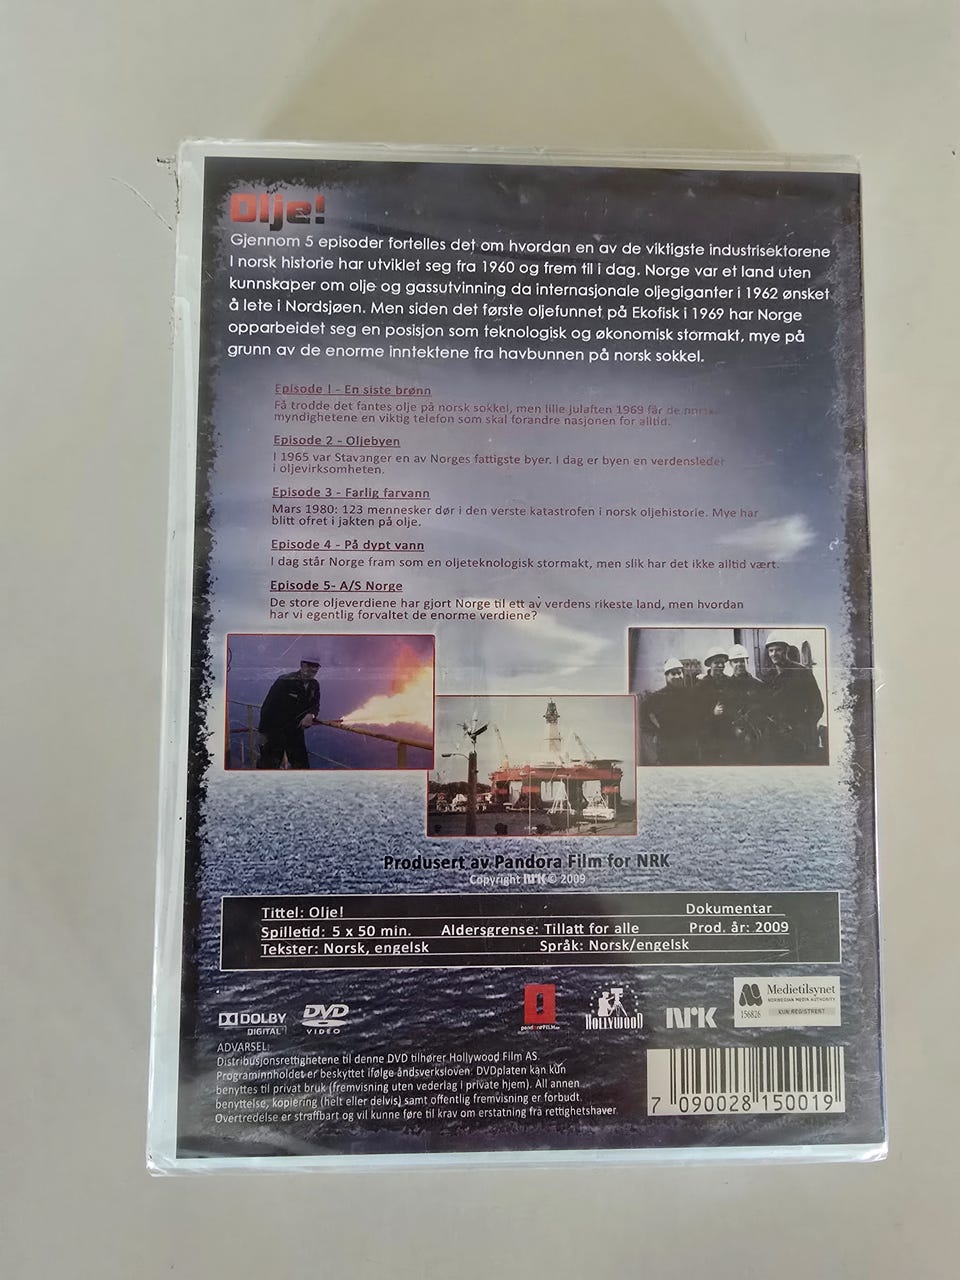 Olje!
Gjennom 5 episoder fortelles det om hvordan en av de viktigste industrisektorene
I norsk historie har utviklet seg fra 1960 og frem til i dag. Norge var et land uten
kunnskaper om olje og gassutvinning da internasjonale oljegiganter i 1962 ønsket
å lete i Nordsjøen. Men siden det første oljefunnet på Ekofisk i 1969 har Norge
opparbeidet seg en posisjon som teknologisk og økonomisk stormakt, mye på
grunn av de enorme inntektene fra havbunnen på norsk sokkel.
Episode 1 - En siste brønn
Få trodde det fantes olje på norsk sokkel, men lille julaften 1969 får de norske
myndighetene en viktig telefon som skal forandre nasjonen for alltid.
Episode 2 - Oljebyen
I 1965 var Stavanger en av Norges fattigste byer. I dag er byen en verdensleder
i oljevirksomheten.
Episode 3 - Farlig farvann
Mars 1980: 123 mennesker dør i den verste katastrofen i norsk oljehistorie. Mye har
blitt ofret i jakten på olje.
Episode 4 - På dypt vann
I dag står Norge fram som en oljeteknologisk stormakt, men slik har det ikke alltid vært.
Episode 5- A/S Norge
De store oljeverdiene har gjort Norge til ett av verdens rikeste land, men hvordan
har vi egentlig forvaltet de enorme verdiene?
Produsert av Pandora Film for NRK
Copyright NRK © 2009
Tittel: Olje! Dokumentar
Spilletid: 5 x 50 min. Aldersgrense: Tillatt for alle Prod. år: 2009
Tekster: Norsk, engelsk Språk: Norsk/engelsk
DOLBY DIGITAL
DVD VIDEO
HOLLYWOOD
NRK
Medietilsynet
NORWEGIAN MEDIA AUTHORITY
156826 KUN REGISTRERT
ADVARSEL:
Distribusjonsrettighetene til denne DVD tilhører Hollywood Film AS.
Programinnholdet er beskyttet ifølge åndsverksloven. DVDplaten kan kun
benyttes til privat bruk (fremvisning uten vederlag i private hjem). All annen
benyttelse, kopiering (helt eller delvis) samt offentlig fremvisning er forbudt.
Overtredelse er straffbart og vil kunne føre til krav om erstatning fra rettighetshaver.
7 090028 150019